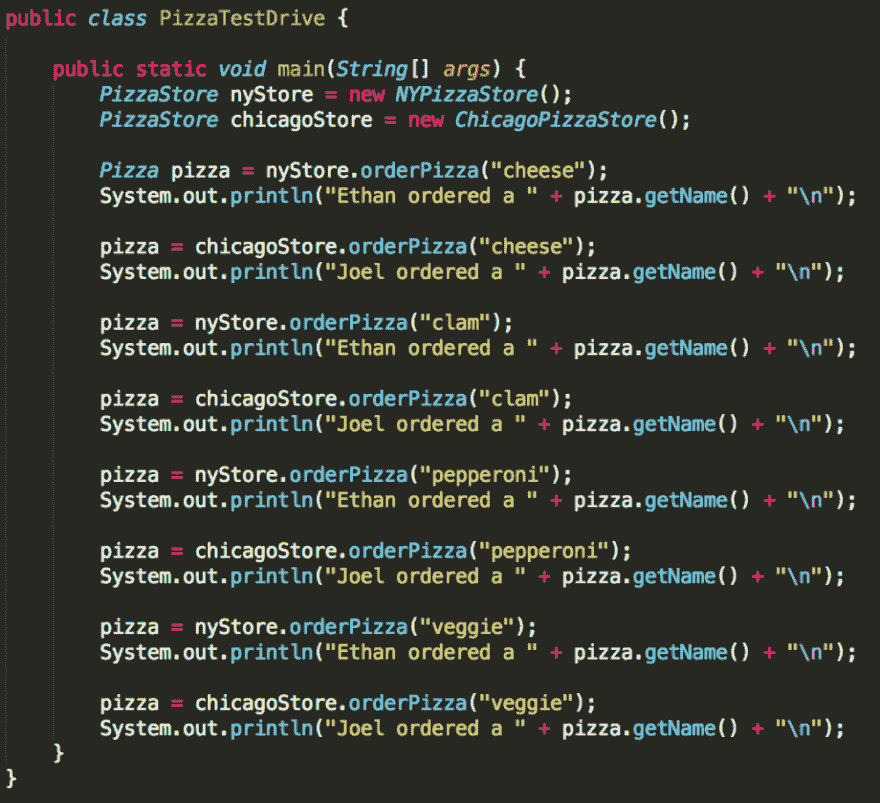 public class PizzaTestDrive {
public static void main(String[] args) {
PizzaStore nyStore = new NYPizzaStore();
PizzaStore chicagoStore = new ChicagoPizzaStore();
Pizza pizza = nyStore.orderPizza("cheese");
System.out.println("Ethan ordered a " + pizza.getName() + "\n");
pizza = chicagoStore.orderPizza("cheese");
System.out.println("Joel ordered a " + pizza.getName() + "\n");
pizza = nyStore.orderPizza("clam");
System.out.println("Ethan ordered a " + pizza.getName() + "\n");
pizza = chicagoStore.orderPizza("clam");
System.out.println("Joel ordered a " + pizza.getName() + "\n");
pizza = nyStore.orderPizza("pepperoni");
System.out.println("Ethan ordered a " + pizza.getName() + "\n");
pizza = chicagoStore.orderPizza("pepperoni");
System.out.println("Joel ordered a " + pizza.getName() + "\n");
pizza = nyStore.orderPizza("veggie");
System.out.println("Ethan ordered a " + pizza.getName() + "\n");
pizza = chicagoStore.orderPizza("veggie");
System.out.println("Joel ordered a " + pizza.getName() + "\n");
}
}